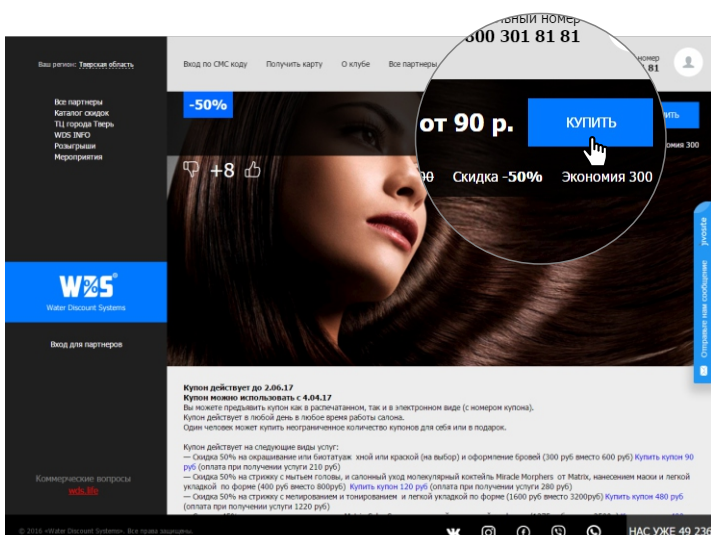 ный номер
800 301 81 81
Ваш регион: Тверская область
Вход по СМС коду
Получить карту
О клубе
Все партнеры
номер
81
Все партнеры
Каталог скидок
ТЦ города Тверь
WDS INFO
Розыгрыши
Мероприятия
-50%
от 90 р.
КУПИТЬ
ИТЬ
омия 300
+8
00
Скидка -50%
Экономия 300
WDS
Water Discount Systems
Вход для партнеров
Отправьте нам сообщение
jivosite
Купон действует до 2.06.17
Купон можно использовать с 4.04.17
Вы можете предъявить купон как в распечатанном, так и в электронном виде (с номером купона).
Купон действует в любой день в любое время работы салона.
Один человек может купить неограниченное количество купонов для себя или в подарок.
Купон действует на следующие виды услуг:
— Скидка 50% на окрашивание или биотатуаж хной или краской (на выбор) и оформление бровей (300 руб вместо 600 руб) Купить купон 90
руб (оплата при получении услуги 210 руб)
— Скидка 50% на стрижку с мытьем головы, и салонный уход молекулярный коктейль Miracle Morphers от Matrix, нанесением маски и легкой
укладкой по форме (400 руб вместо 800руб) Купить купон 120 руб (оплата при получении услуги 280 руб)
— Скидка 50% на стрижку с мелированием и тонированием и легкой укладкой по форме (1600 руб вместо 3200руб) Купить купон 480 руб
(оплата при получении услуги 1220 руб)
Коммерческие вопросы
wds.life
© 2016 «Water Discount Systems». Все права защищены.
НАС УЖЕ 49 236